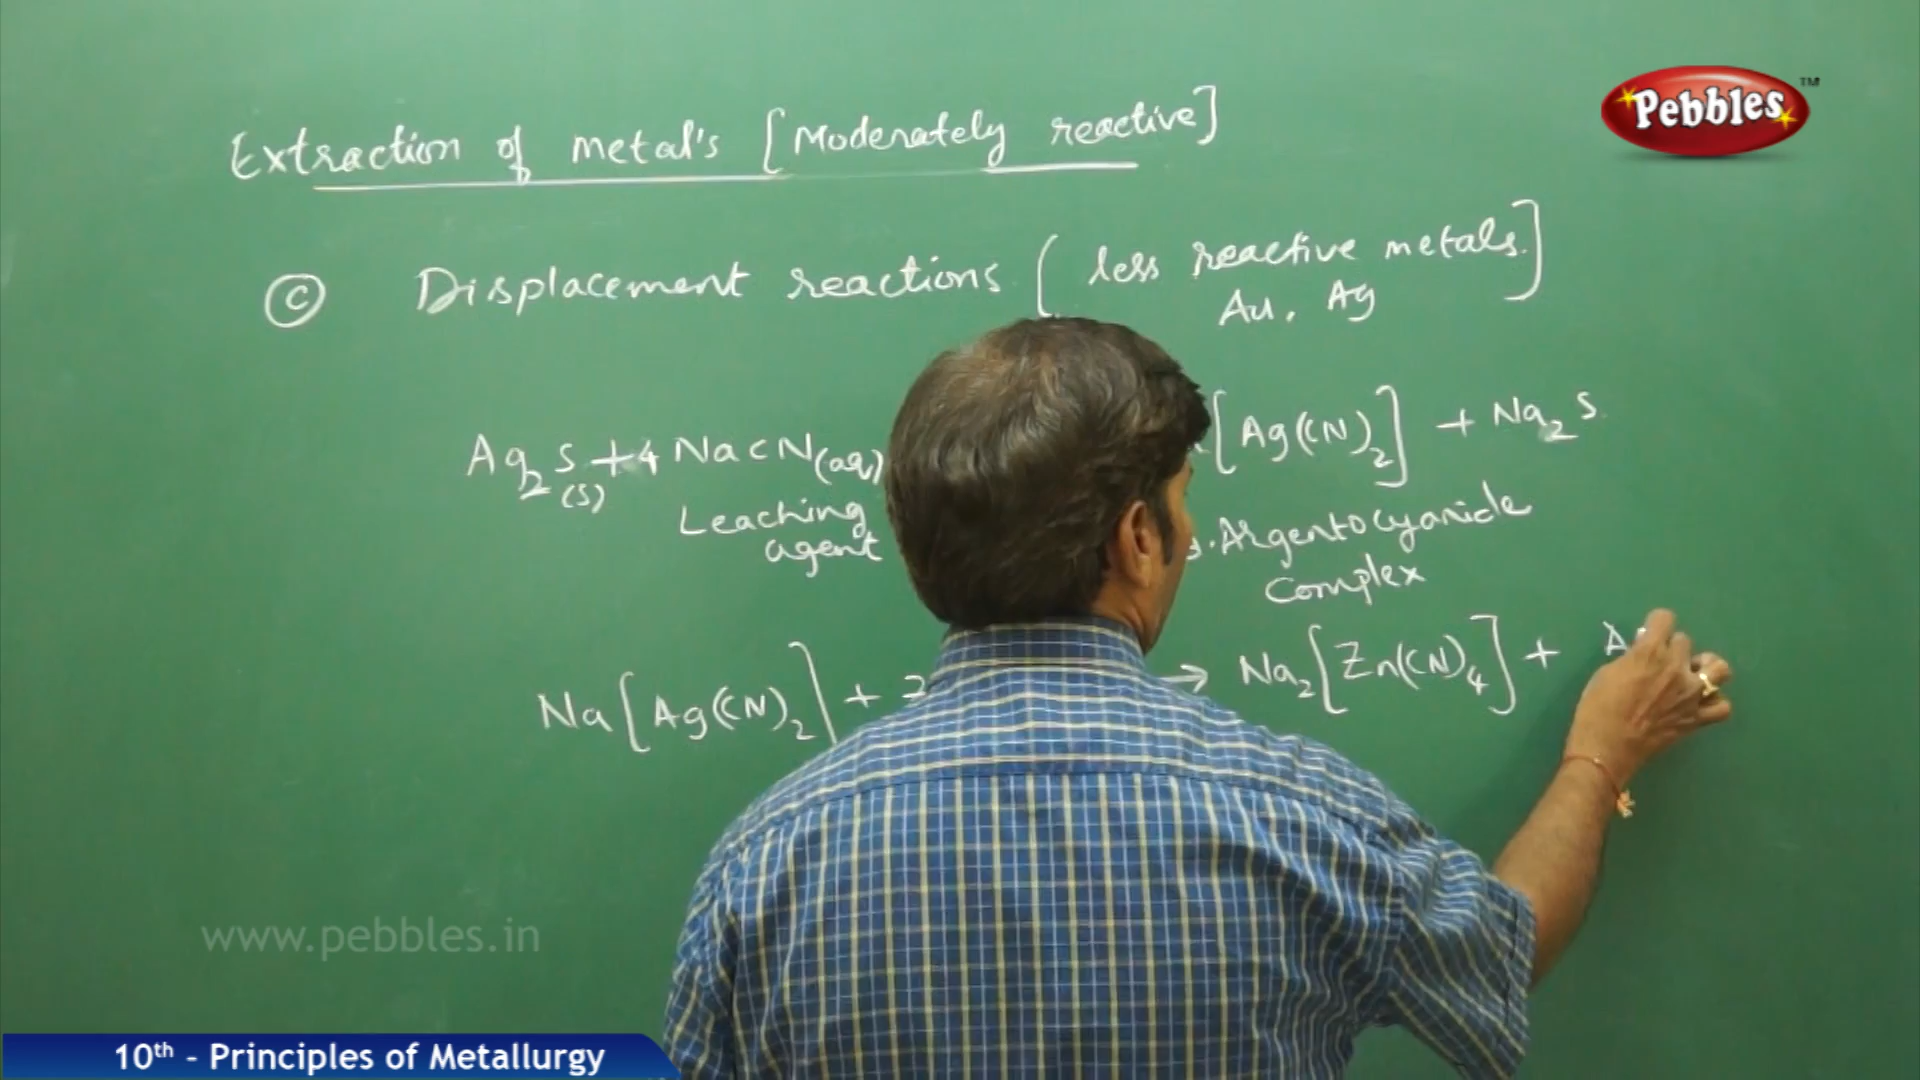 Pebbles TM
Extraction of metal's [Moderately reactive]
(C) Displacement reactions [less reactive metals.]
Au, Ag
Ag2S(s) + 4 NaCN(aq) [Ag(CN)2] + Na2S
Leaching agent
Argentocyanide
Complex
Na[Ag(CN)2] + → Na2[Zn(CN)4] +
www.pebbles.in
10th - Principles of Metallurgy